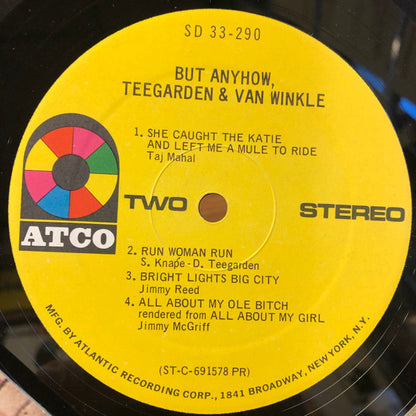 SD 33-290
BUT ANYHOW,
TEEGARDEN & VAN WINKLE
1. SHE CAUGHT THE KATIE
AND LEFT ME A MULE TO RIDE
Taj Mahal
TWO
STEREO
ATCO
2. RUN WOMAN RUN
S. Knape-D. Teegarden
3. BRIGHT LIGHTS BIG CITY
Jimmy Reed
4. ALL ABOUT MY OLE BITCH
rendered from ALL ABOUT MY GIRL
Jimmy McGriff
(ST-C-691578 PR)
MFG. BY ATLANTIC RECORDING CORP., 1841 BROADWAY, NEW YORK, N.Y.